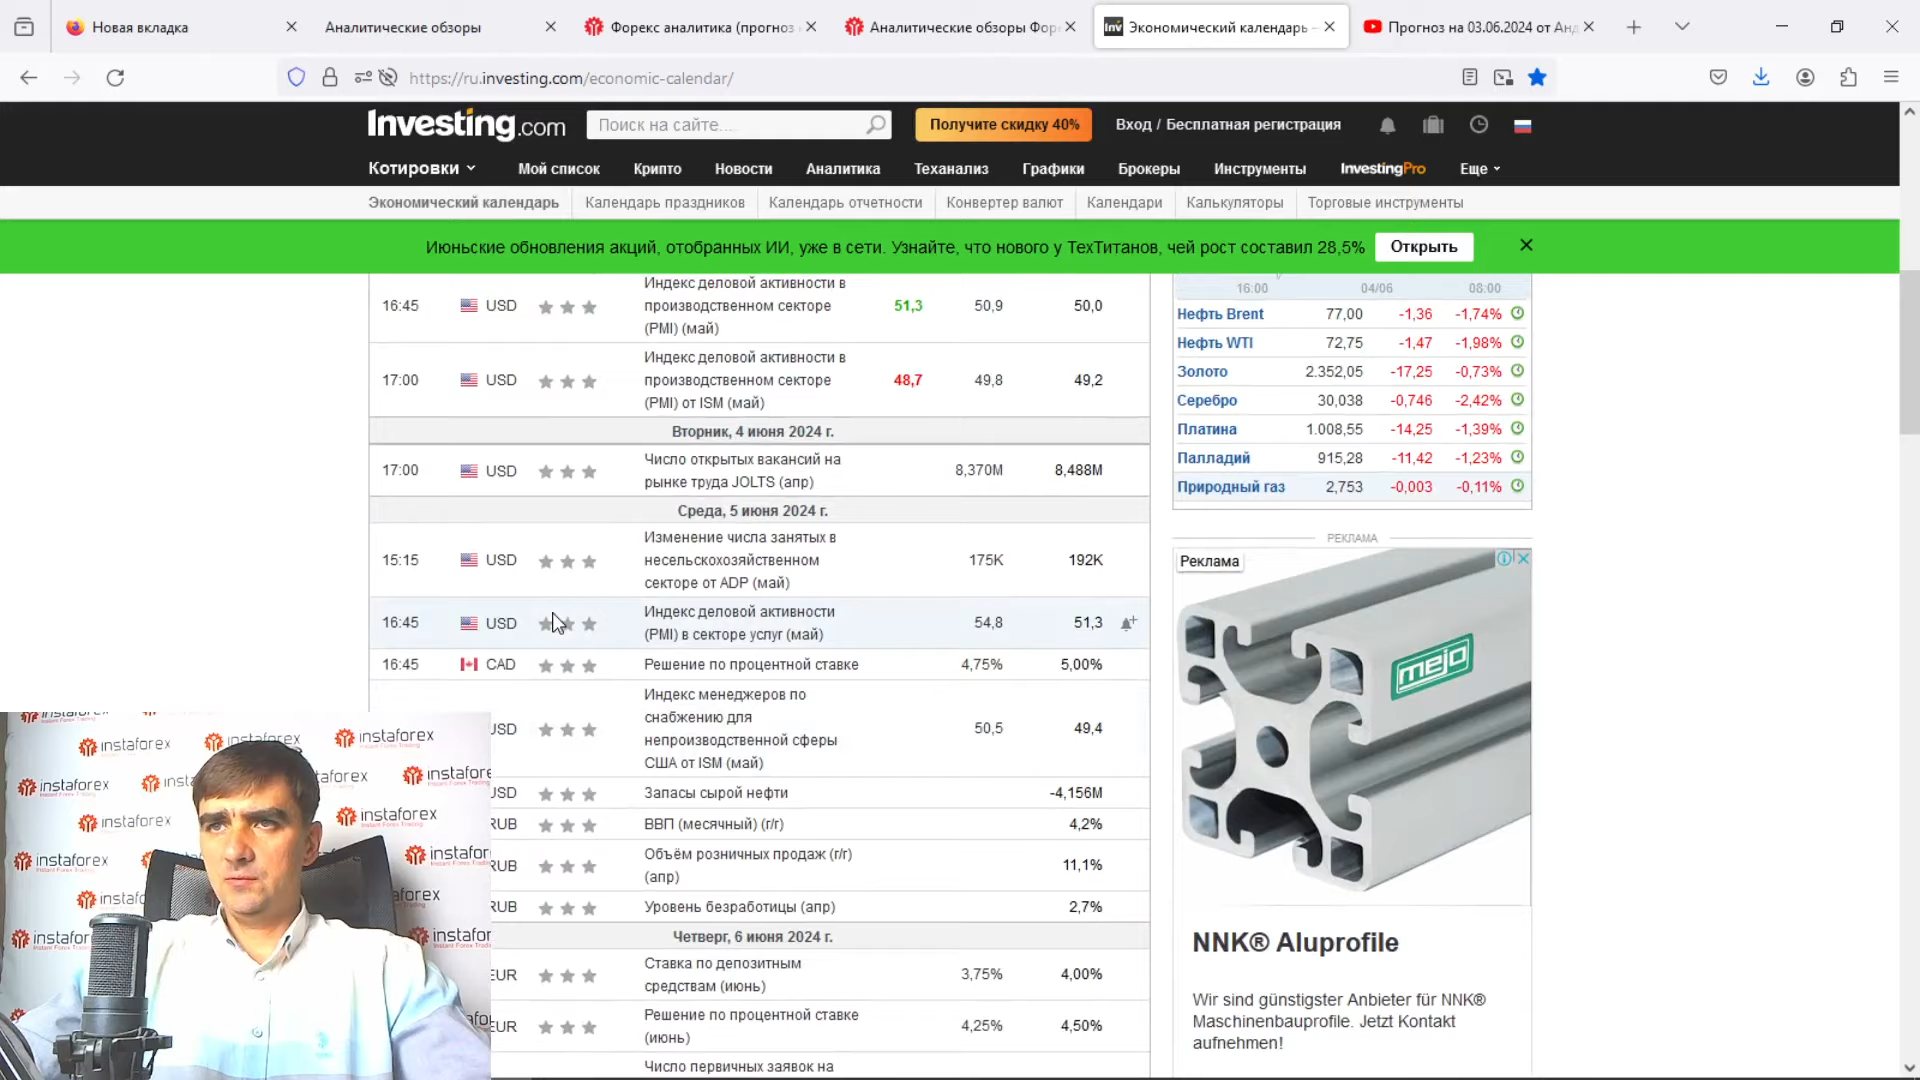 Новая вкладка
Аналитические обзоры
Форекс аналитика (прогноз
Аналитические обзоры Фор
Экономический календарь -
Прогноз на 03.06.2024 от Ан
https://ru.investing.com/economic-calendar/
Investing.com
Поиск на сайте...
Получите скидку 40%
Вход / Бесплатная регистрация
Котировки
Мой список
Крипто
Новости
Аналитика
Теханализ
Графики
Брокеры
Инструменты
InvestingPro
Еще
Экономический календарь
Календарь праздников
Календарь отчетности
Конвертер валют
Календари
Калькуляторы
Торговые инструменты
Июньские обновления акций, отобранных ИИ, уже в сети. Узнайте, что нового у ТехТитанов, чей рост составил 28,5%
Открыть
16:45 USD Индекс деловой активности в 51,3 50,9 50,0
производственном секторе
(PMI) (май)
17:00 USD Индекс деловой активности в 48,7 49,8 49,2
производственном секторе
(PMI) от ISM (май)
Вторник, 4 июня 2024 г.
17:00 USD Число открытых вакансий на 8,370M 8,488M
рынке труда JOLTS (апр)
Среда, 5 июня 2024 г.
15:15 USD Изменение числа занятых в 175K 192K
несельскохозяйственном
секторе от ADP (май)
16:45 USD Индекс деловой активности 54,8 51,3
(PMI) в секторе услуг (май)
16:45 CAD Решение по процентной ставке 4,75% 5,00%
USD Индекс менеджеров по 50,5 49,4
снабжению для
непроизводственной сферы
США от ISM (май)
USD Запасы сырой нефти -4,156M
RUB ВВП (месячный) (г/г) 4,2%
RUB Объём розничных продаж (г/г) 11,1%
(апр)
RUB Уровень безработицы (апр) 2,7%
Четверг, 6 июня 2024 г.
EUR Ставка по депозитным 3,75% 4,00%
средствам (июнь)
EUR Решение по процентной ставке 4,25% 4,50%
(июнь)
Число первичных заявок на
16:00 04/06 08:00
Нефть Brent 77,00 -1,36 -1,74%
Нефть WTI 72,75 -1,47 -1,98%
Золото 2.352,05 -17,25 -0,73%
Серебро 30,038 -0,746 -2,42%
Платина 1.008,55 -14,25 -1,39%
Палладий 915,28 -11,42 -1,23%
Природный газ 2,753 -0,003 -0,11%
РЕКЛАМА
Реклама
mejo
NNK® Aluprofile
Wir sind günstigster Anbieter für NNK®
Maschinenbauprofile. Jetzt Kontakt
aufnehmen!
instaforex
instaforex
instaforex
instaforex
instaforex
instaforex
instaforex